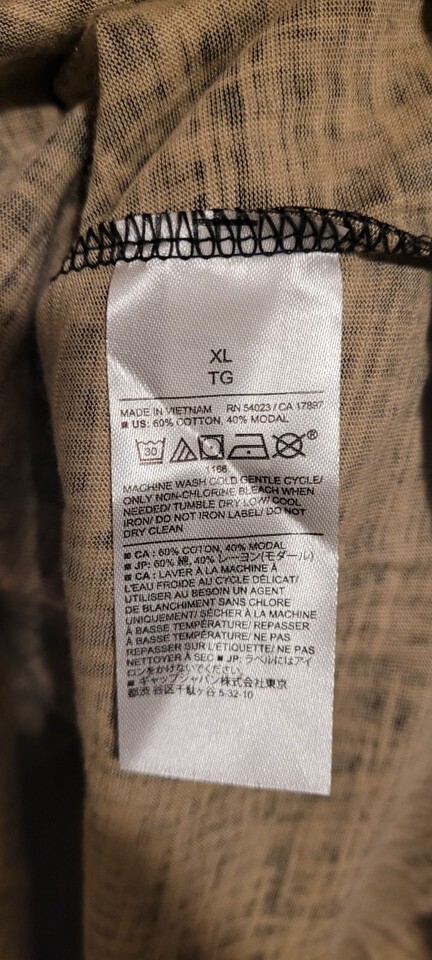 XL
TG
MADE IN VIETNAM RN 54023 / CA 17897
■ US: 60% COTTON, 40% MODAL
30
®
1166
MACHINE WASH COLD GENTLE CYCLE/
ONLY NON-CHLORINE BLEACH WHEN
NEEDED/ TUMBLE DRY LOW/ COOL
IRON/ DO NOT IRON LABEL/ DO NOT
DRY CLEAN
■ CA : 60% COTON, 40% MODAL
■ JP: 60% 綿, 40% レーヨン(モダール)
■ CA : LAVER À LA MACHINE À
L'EAU FROIDE AU CYCLE DÉLICAT/
UTILISER AU BESOIN UN AGENT
DE BLANCHIMENT SANS CHLORE
UNIQUEMENT/ SÉCHER À LA MACHINE
À BASSE TEMPÉRATURE/ REPASSER
À BASSE TEMPÉRATURE/ NE PAS
REPASSER SUR L'ÉTIQUETTE/ NE PAS
NETTOYER À SEC ■ JP: ラベルにはアイ
ロンをかけないでください。
■ ギャップジャパン株式会社東京
都渋 谷区千駄ヶ谷 5-32-10